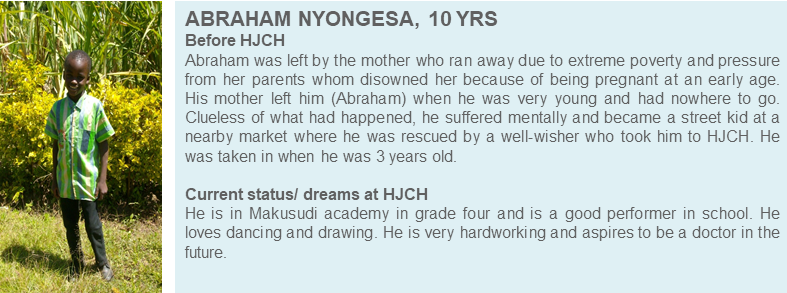 ABRAHAM NYONGESA, 10 YRS
Before HJCH
Abraham was left by the mother who ran away due to extreme poverty and pressure
from her parents whom disowned her because of being pregnant at an early age.
His mother left him (Abraham) when he was very young and had nowhere to go.
Clueless of what had happened, he suffered mentally and became a street kid at a
nearby market where he was rescued by a well-wisher who took him to HJCH. He
was taken in when he was 3 years old.
Current status/ dreams at HJCH
He is in Makusudi academy in grade four and is a good performer in school. He
loves dancing and drawing. He is very hardworking and aspires to be a doctor in the
future.